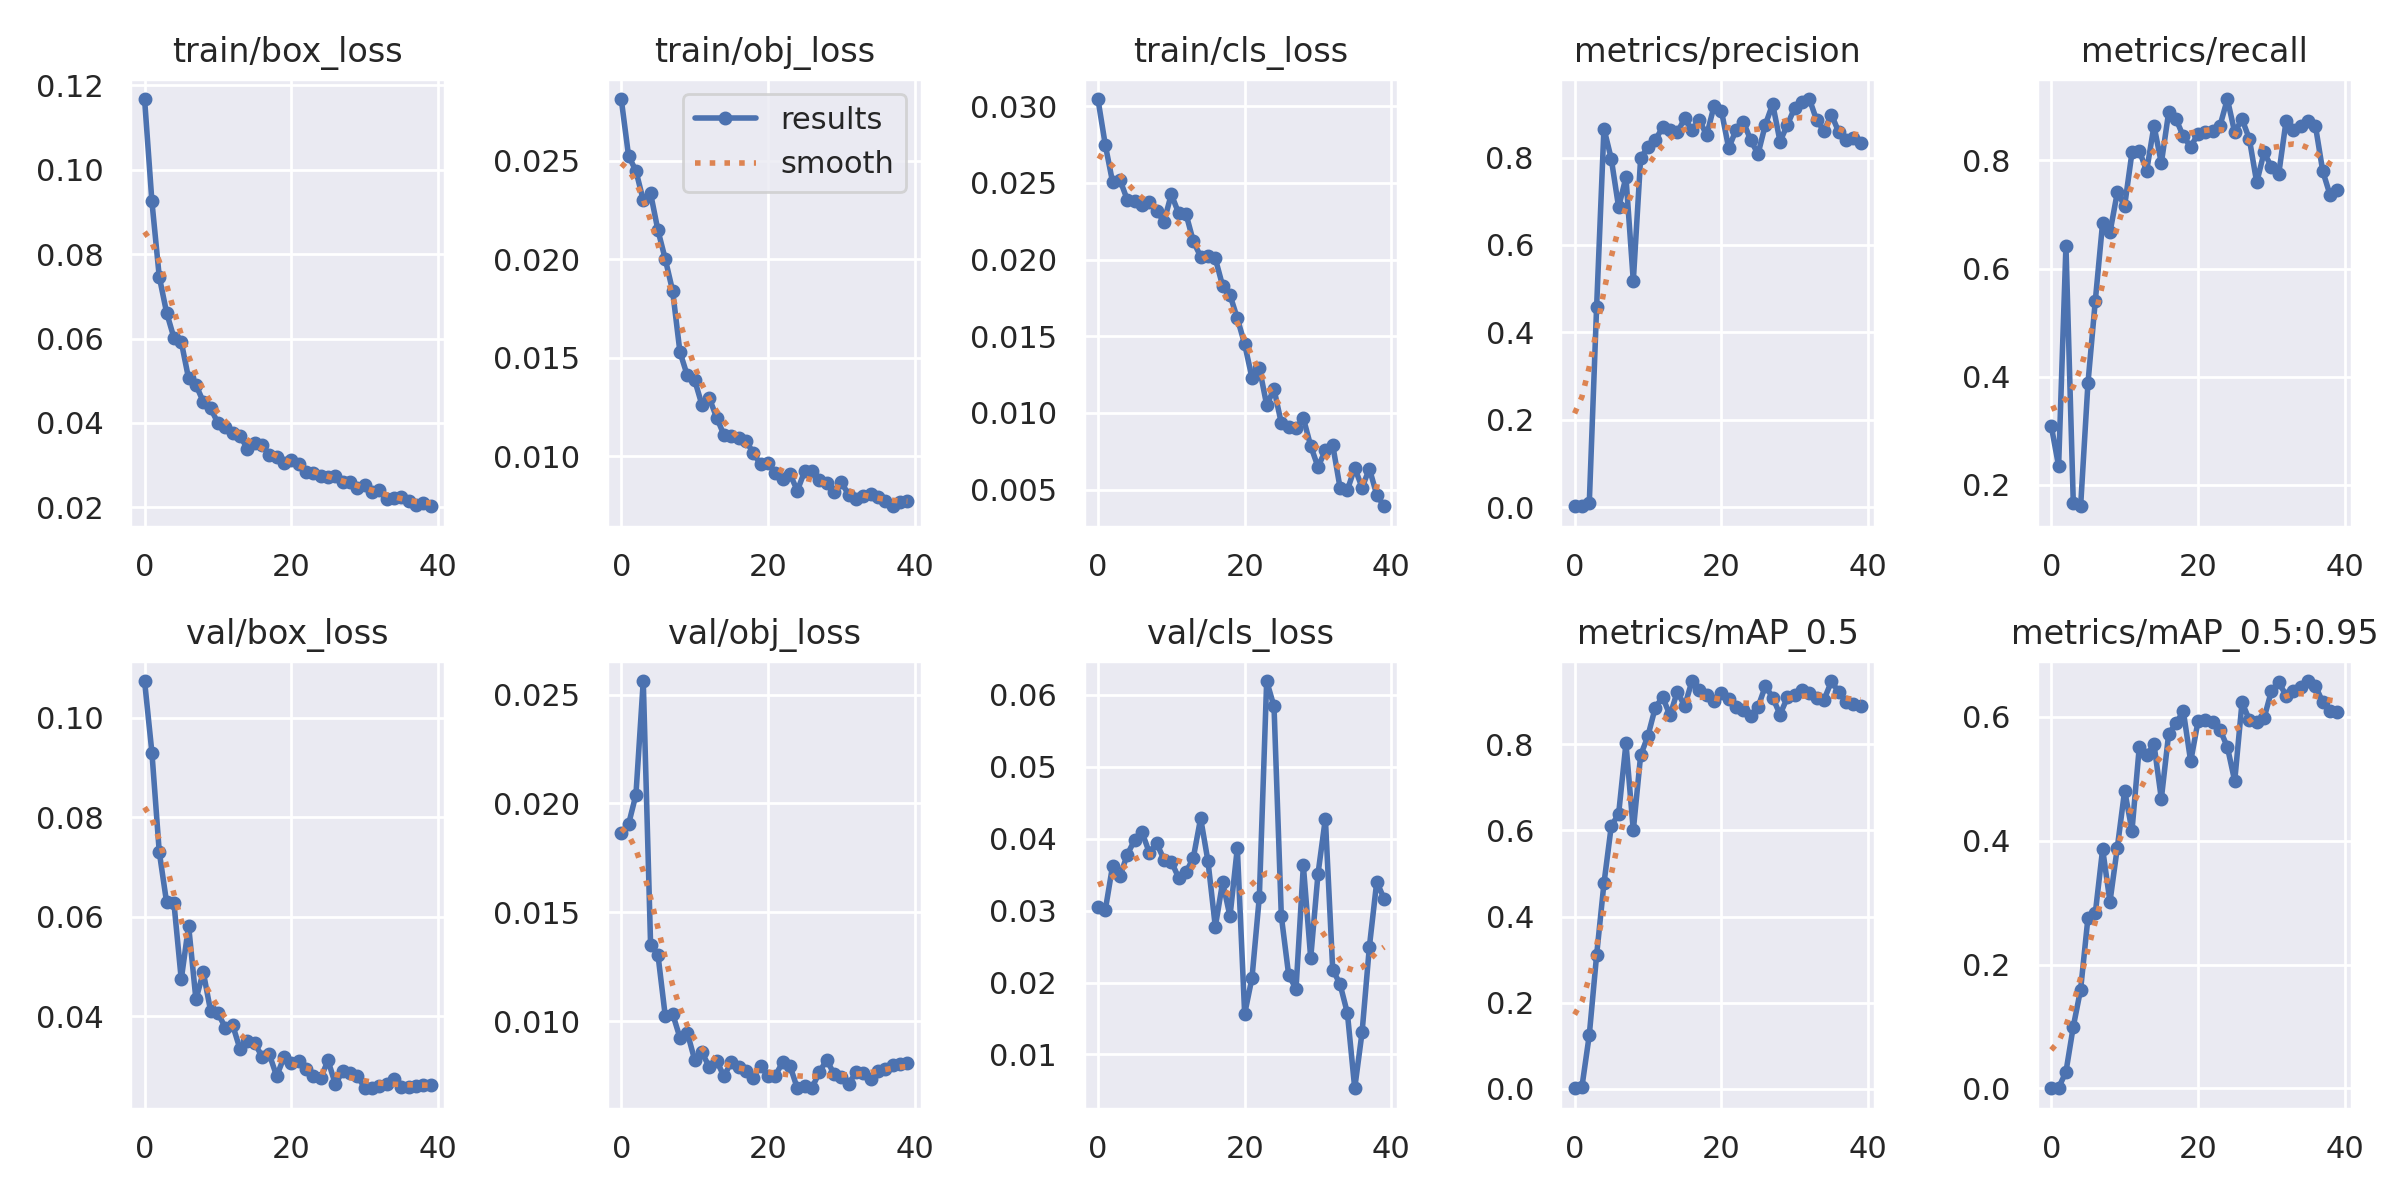 train/box_loss
train/obj_loss
train/cls_loss
metrics/precision
metrics/recall
0.12
0.10
0.08
0.06
0.04
0.02
0 20 40
results
smooth
0.025
0.020
0.015
0.010
0 20 40
0.030
0.025
0.020
0.015
0.010
0.005
0 20 40
0.8
0.6
0.4
0.2
0.0
0 20 40
0.8
0.6
0.4
0.2
0 20 40
val/box_loss
val/obj_loss
val/cls_loss
metrics/mAP_0.5
metrics/mAP_0.5:0.95
0.10
0.08
0.06
0.04
0 20 40
0.025
0.020
0.015
0.010
0 20 40
0.06
0.05
0.04
0.03
0.02
0.01
0 20 40
0.8
0.6
0.4
0.2
0.0
0 20 40
0.6
0.4
0.2
0.0
0 20 40